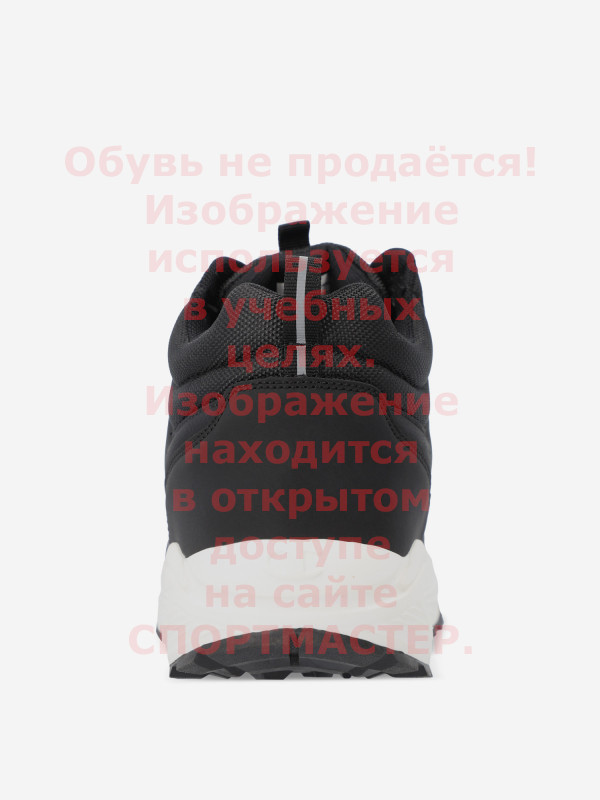 Обувь не продаётся!
Изображение
используется
в учебных
целях.
Изображение
находится
в открытом
доступе
на сайте
СПОРТМАСТЕР.